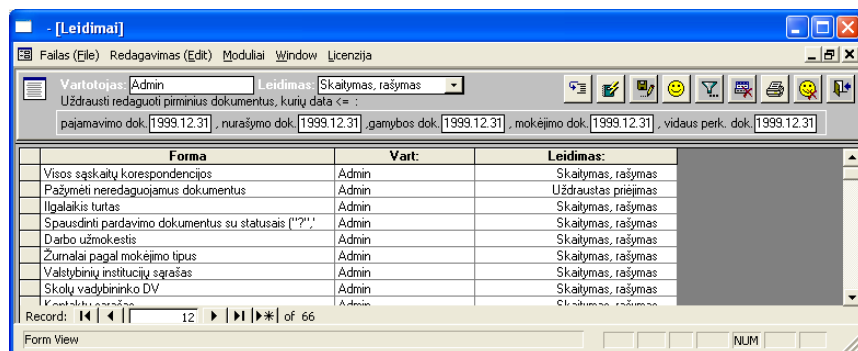 - [Leidimai]
Failas (File) Redagavimas (Edit) Moduliai Window Licenzija
Vartotojas: Admin Leidimas: Skaitymas, rašymas
Uždrausti redaguoti pirminius dokumentus, kurių data <= :
pajamavimo dok. 1999.12.31 , nurašymo dok. 1999.12.31 ,gamybos dok. 1999.12.31 , mokėjimo dok. 1999.12.31 , vidaus perk. dok. 1999.12.31
Forma Vart: Leidimas:
Visos sąskaitų korespondencijos Admin Skaitymas, rašymas
Pažymėti neredaguojamus dokumentus Admin Uždraustas priėjimas
Ilgalaikis turtas Admin Skaitymas, rašymas
Spausdinti pardavimo dokumentus su statusais ("?",' Admin Skaitymas, rašymas
Darbo užmokestis Admin Skaitymas, rašymas
Žurnalai pagal mokėjimo tipus Admin Skaitymas, rašymas
Valstybinių institucijų sąrašas Admin Skaitymas, rašymas
Skolų vadybininko DV Admin Skaitymas, rašymas
Kontaktų sąrašas Admin Skaitymas, rašymas
Record: 12 of 66
Form View NUM